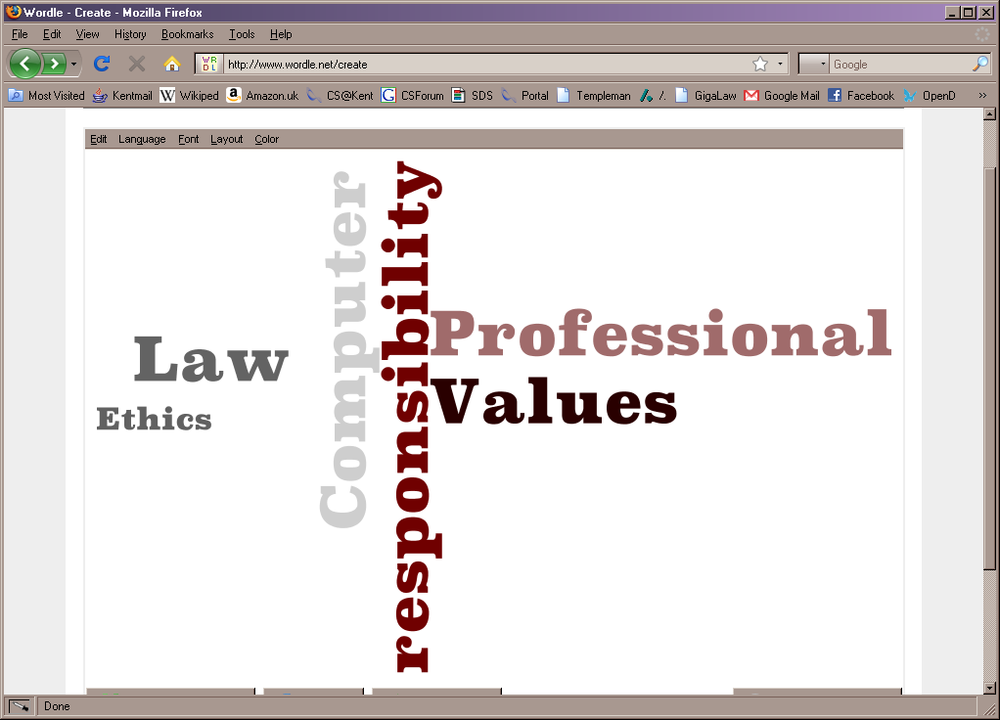 Wordle - Create - Mozilla Firefox
File Edit View History Bookmarks Tools Help
WR DL http://www.wordle.net/create Google
Most Visited Kentmail W Wikiped a Amazon.uk CS@Kent G CSForum SDS Portal Templeman /. GigaLaw Google Mail f Facebook OpenD »
Edit Language Font Layout Color
Computer
responsibility
Professional
Law
Values
Ethics
Done